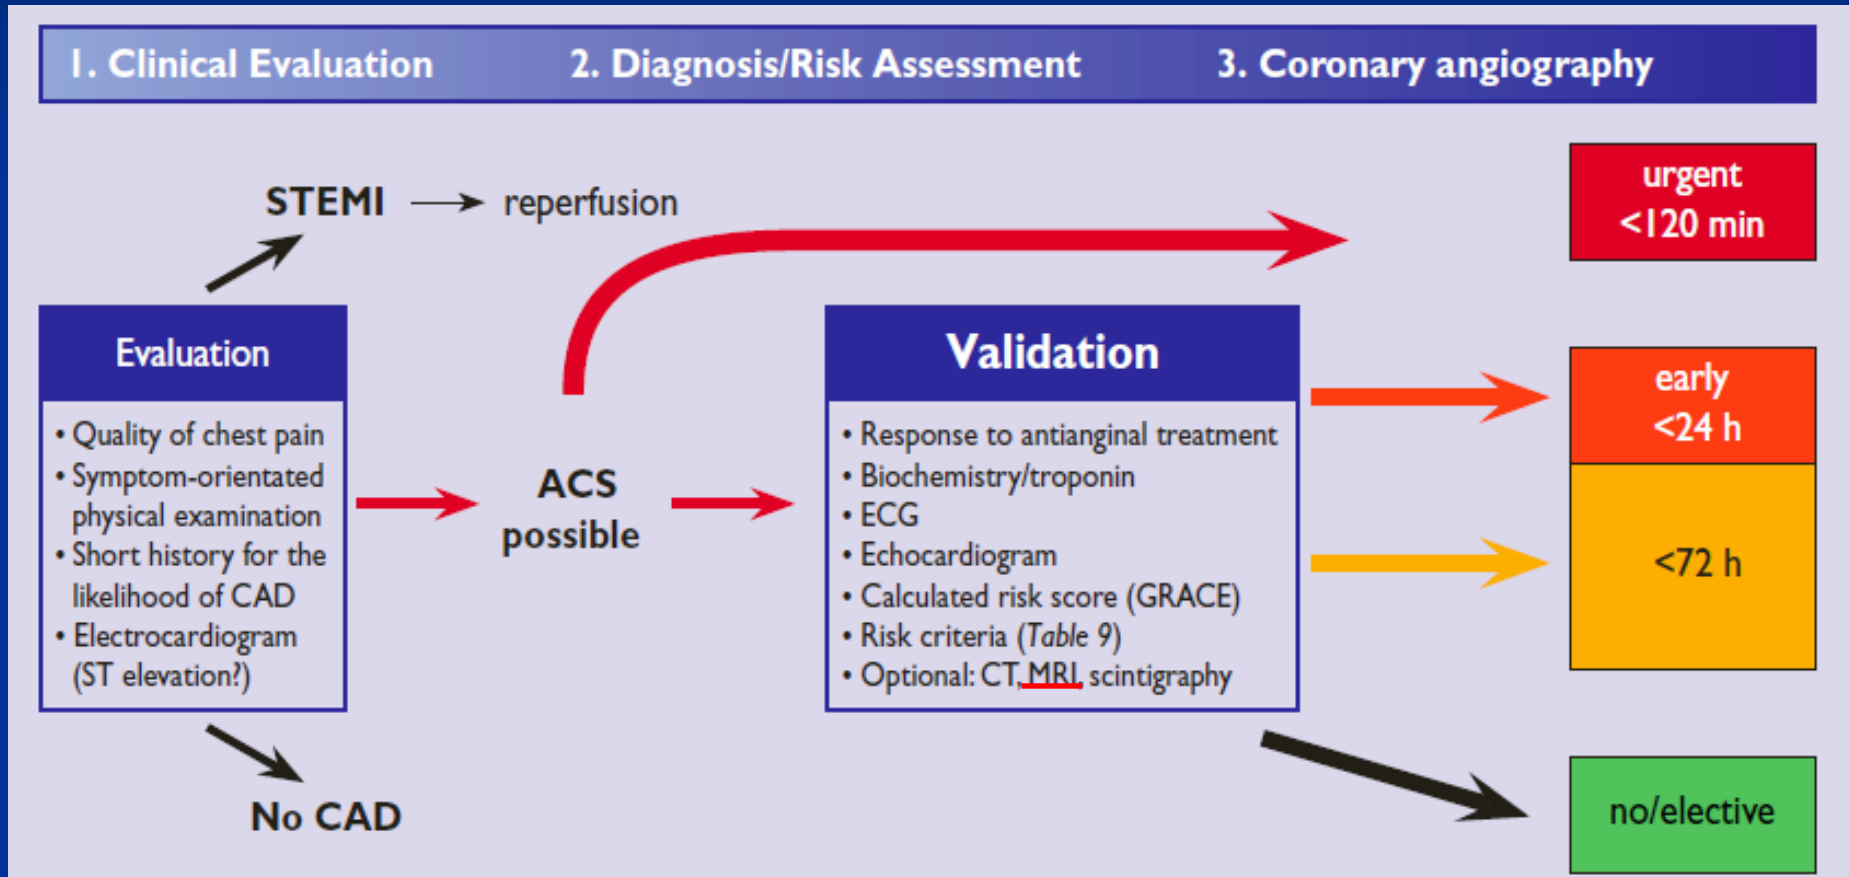 1. Clinical Evaluation 2. Diagnosis/Risk Assessment 3. Coronary angiography
STEMI
reperfusion
Evaluation
• Quality of chest pain
• Symptom-orientated
physical examination
• Short history for the
likelihood of CAD
• Electrocardiogram
(ST elevation?)
No CAD
ACS
possible
Validation
• Response to antianginal treatment
• Biochemistry/troponin
• ECG
• Echocardiogram
• Calculated risk score (GRACE)
• Risk criteria (Table 9)
• Optional: CT, MRI, scintigraphy
urgent
<120 min
early
<24 h
<72 h
no/elective